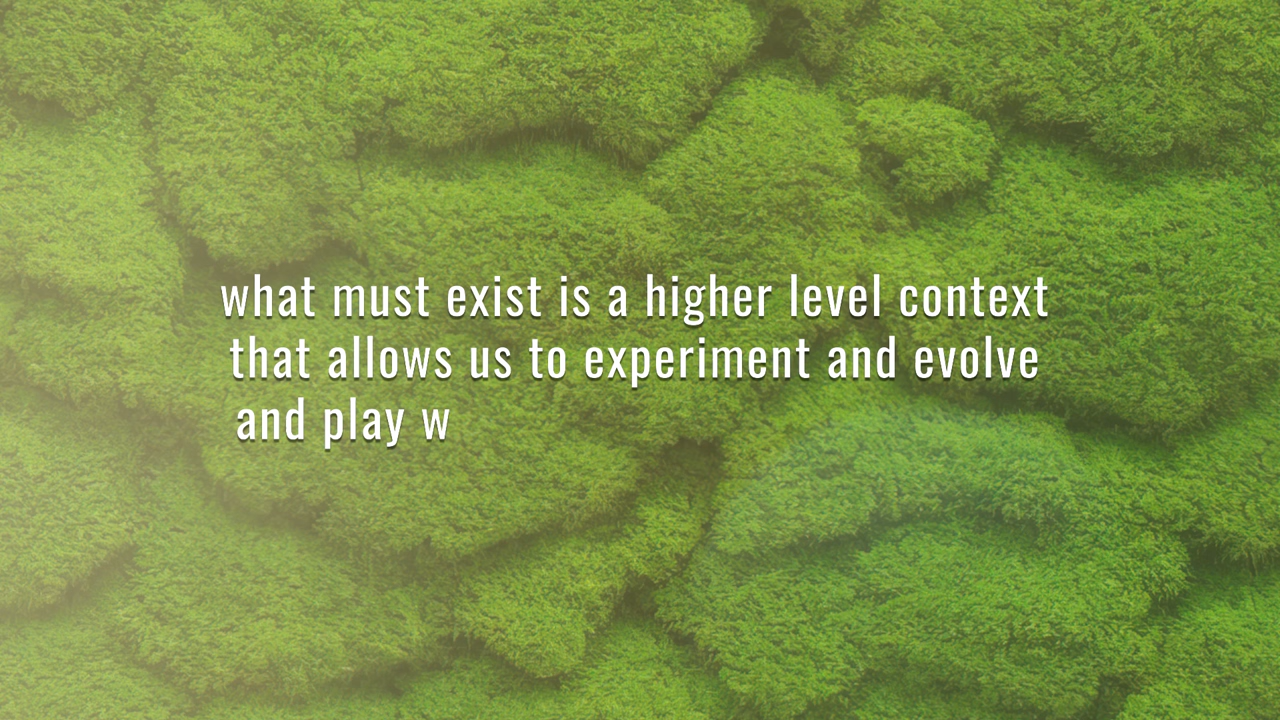 what must exist is a higher level context
that allows us to experiment and evolve
and play w